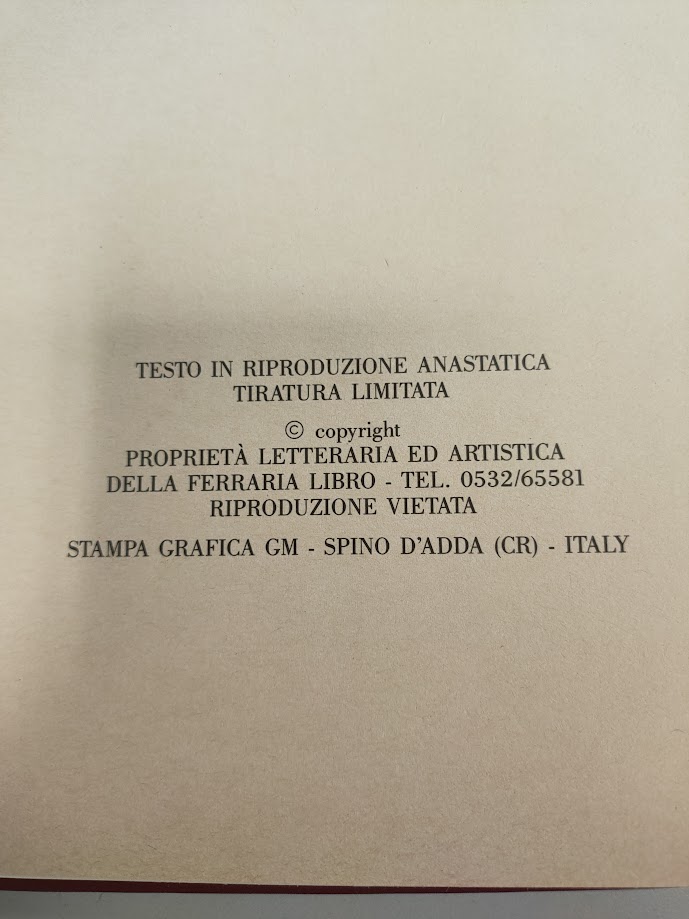 TESTO IN RIPRODUZIONE ANASTATICA
TIRATURA LIMITATA
© copyright
PROPRIETÀ LETTERARIA ED ARTISTICA
DELLA FERRARIA LIBRO - TEL. 0532/65581
RIPRODUZIONE VIETATA
STAMPA GRAFICA GM - SPINO D'ADDA (CR) - ITALY